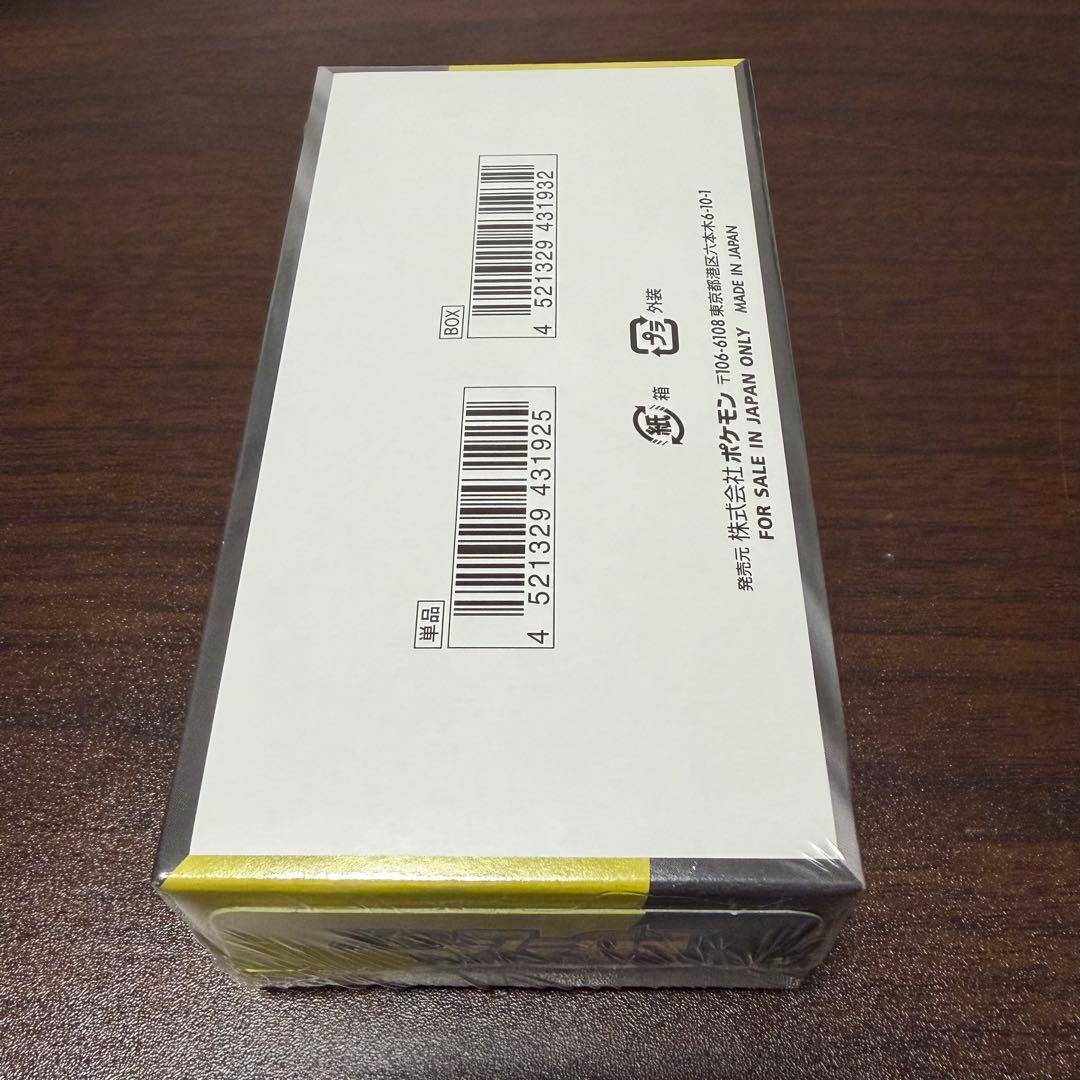 BOX
4 521329 431932
単品
4 521329 431925
プラ 外装
紙 箱
発売元 株式会社 ポケモン 〒106-6108 東京都港区六本木6-10-1
FOR SALE IN JAPAN ONLY MADE IN JAPAN